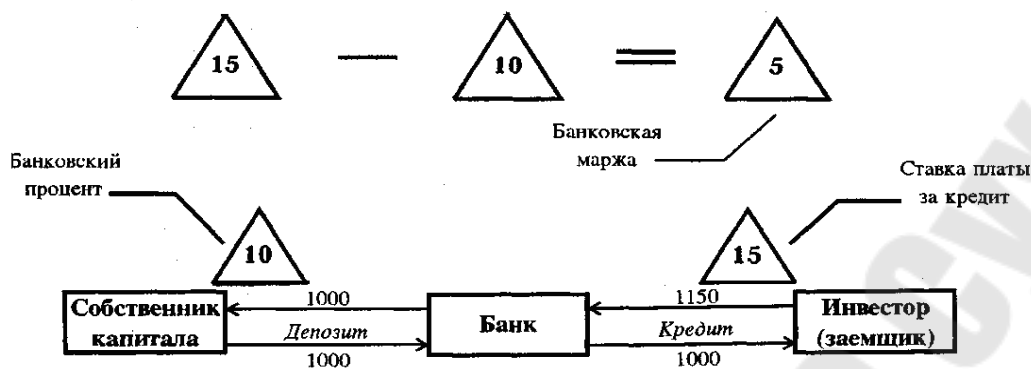 15 — 10 = 5
Банковская
маржа
Банковский
процент
Ставка платы
за кредит
10
15
1000
1150
Собственник
капитала
Депозит
Банк
Кредит
Инвестор
(заемщик)
1000
1000